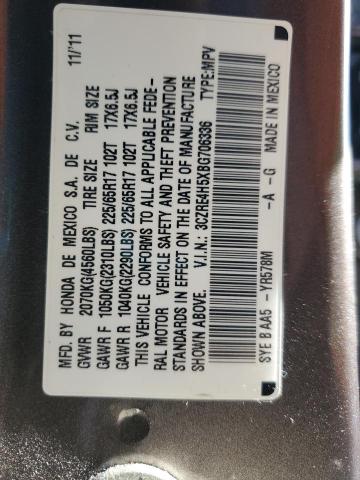 MFD. BY HONDA DE MEXICO S.A. DE C.V. 11/'11
GVWR 2070KG(4560LBS) TIRE SIZE RIM SIZE
GAWR F 1050KG(2310LBS) 225/65R17 102T 17X6.5J
GAWR R 1040KG(2290LBS) 225/65R17 102T 17X6.5J
THIS VEHICLE CONFORMS TO ALL APPLICABLE FEDE-
RAL MOTOR VEHICLE SAFETY AND THEFT PREVENTION
STANDARDS IN EFFECT ON THE DATE OF MANUFACTURE
SHOWN ABOVE. V.I.N.: 3CZRE4H5XBG706336 TYPE:MPV
SYE B AA5 -YR578M -A -G MADE IN MEXICO